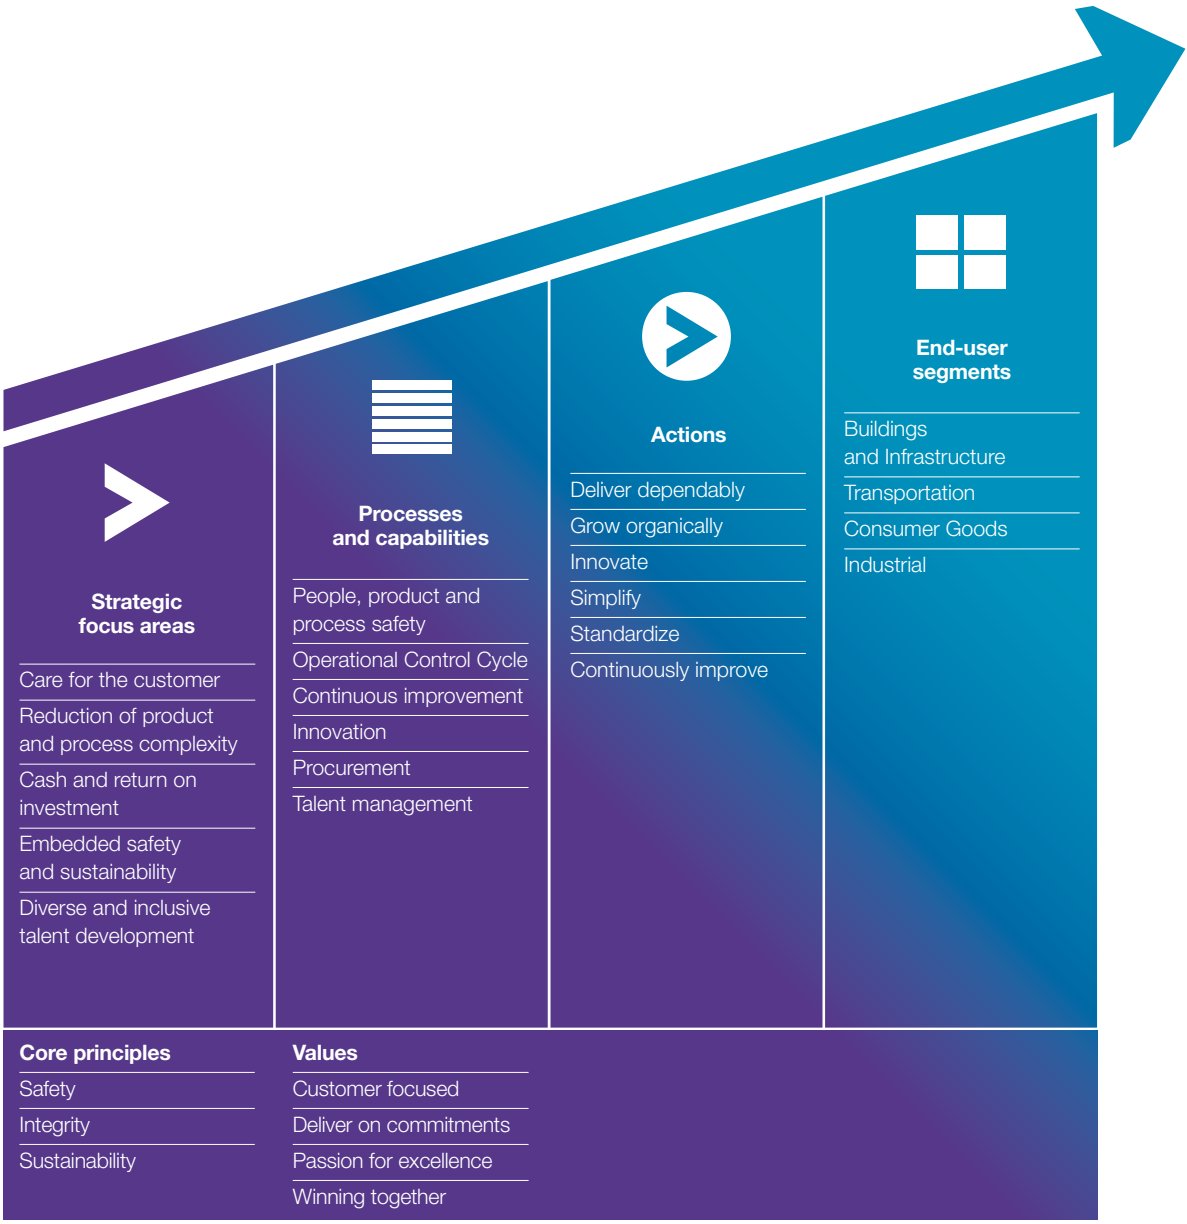 Strategic
focus areas
Care for the customer
Reduction of product
and process complexity
Cash and return on
investment
Embedded safety
and sustainability
Diverse and inclusive
talent development
Processes
and capabilities
People, product and
process safety
Operational Control Cycle
Continuous improvement
Innovation
Procurement
Talent management
Actions
Deliver dependably
Grow organically
Innovate
Simplify
Standardize
Continuously improve
End-user
segments
Buildings
and Infrastructure
Transportation
Consumer Goods
Industrial
Core principles
Safety
Integrity
Sustainability
Values
Customer focused
Deliver on commitments
Passion for excellence
Winning together